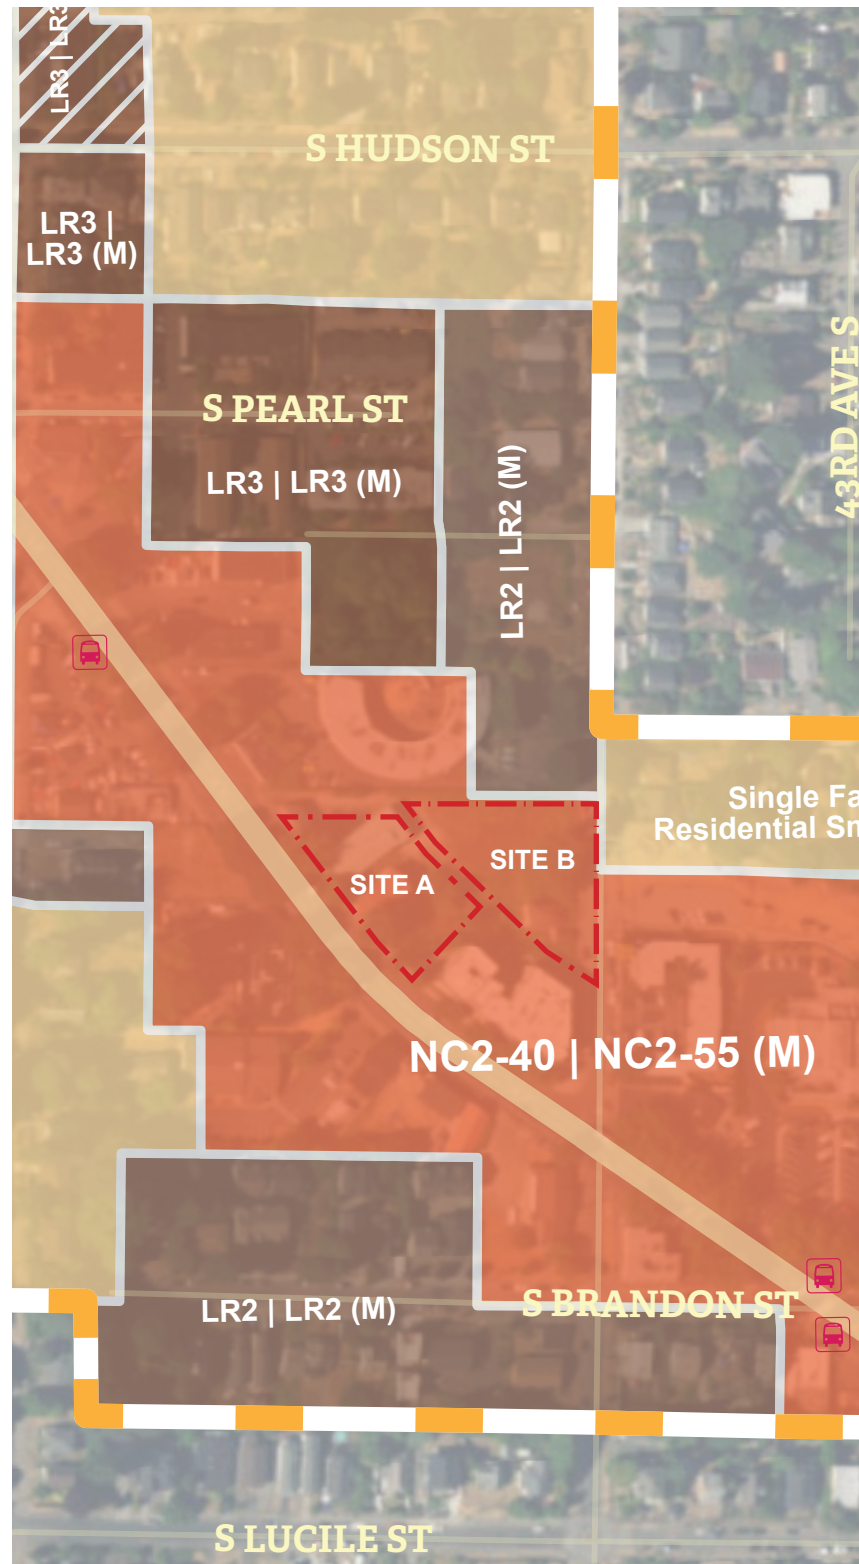 LR3 | LR3
S HUDSON ST
LR3 |
LR3 (M)
43RD AVE S
S PEARL ST
LR3 | LR3 (M)
LR2 | LR2 (M)
Single Fa
Residential Sm
SITE B
SITE A
NC2-40 | NC2-55 (M)
S BRANDON ST
LR2 | LR2 (M)
S LUCILE ST